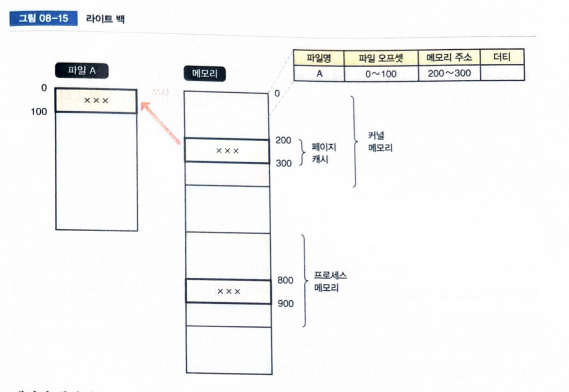 그림 08-15 라이트 백
파일명 파일 오프셋 메모리 주소 더티
A 0~100 200~300
파일 A
메모리
0
100
×××
0
200
300
×××
페이지
캐시
커널
메모리
800
900
×××
프로세스
메모리